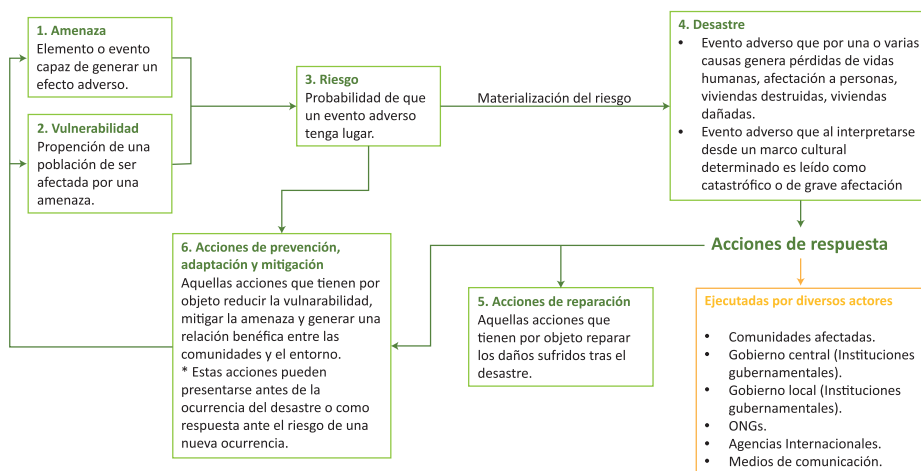 1. Amenaza
Elemento o evento
capaz de generar un
efecto adverso.
2. Vulnerabilidad
Propención de una
población de ser
afectada por una
amenaza.
3. Riesgo
Probabilidad de que
un evento adverso
tenga lugar.
Materialización del riesgo
4. Desastre
• Evento adverso que por una o varias
causas genera pérdidas de vidas
humanas, afectación a personas,
viviendas destruidas, viviendas
dañadas.
• Evento adverso que al interpretarse
desde un marco cultural
determinado es leído como
catastrófico o de grave afectación
Acciones de respuesta
6. Acciones de prevención,
adaptación y mitigación
Aquellas acciones que tienen por
objeto reducir la vulnarabilidad,
mitigar la amenaza y generar una
relación benéfica entre las
comunidades y el entorno.
* Estas acciones pueden
presentarse antes de la
ocurrencia del desastre o como
respuesta ante el riesgo de una
nueva ocurrencia.
5. Acciones de reparación
Aquellas acciones que
tienen por objeto reparar
los daños sufridos tras el
desastre.
Ejecutadas por diversos actores
• Comunidades afectadas.
• Gobierno central (Instituciones
gubernamentales).
• Gobierno local (Instituciones
gubernamentales).
• ONGs.
• Agencias Internacionales.
• Medios de comunicación.